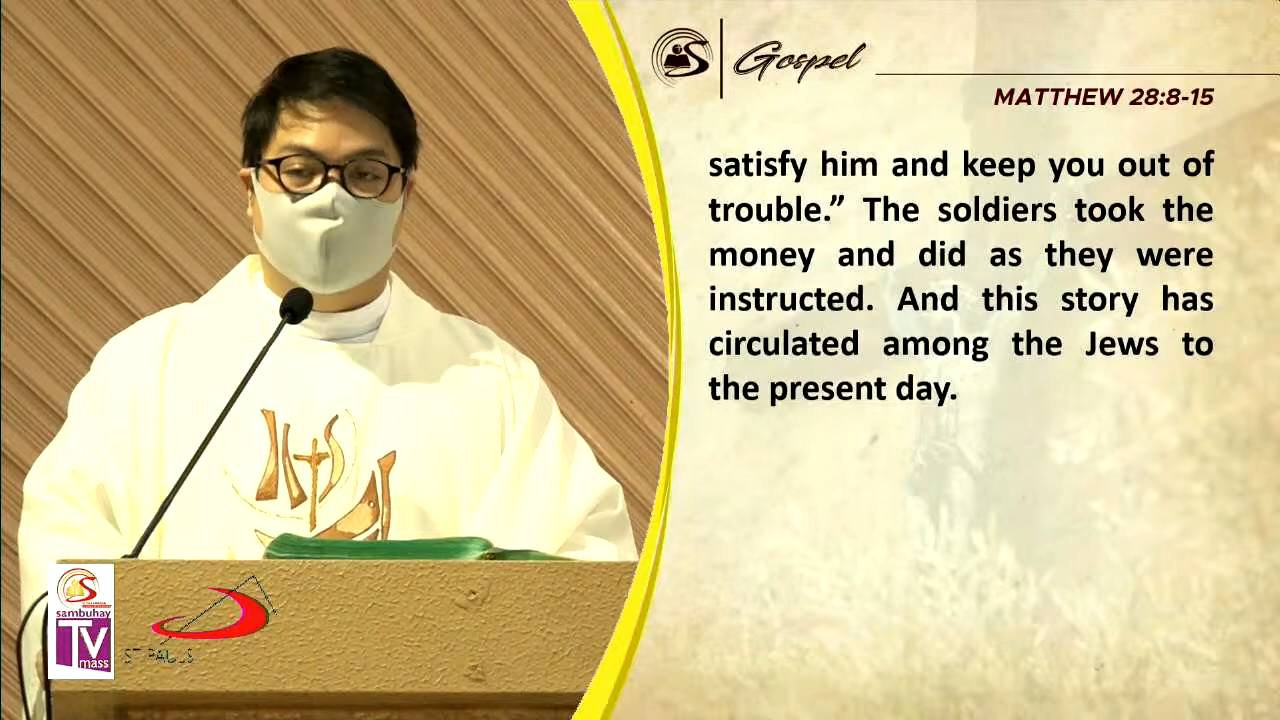 Gospel
MATTHEW 28:8-15
satisfy him and keep you out of
trouble.” The soldiers took the
money and did as they were
instructed. And this story has
circulated among the Jews to
the present day.
sambuhay
TV
mass
ST PAULS